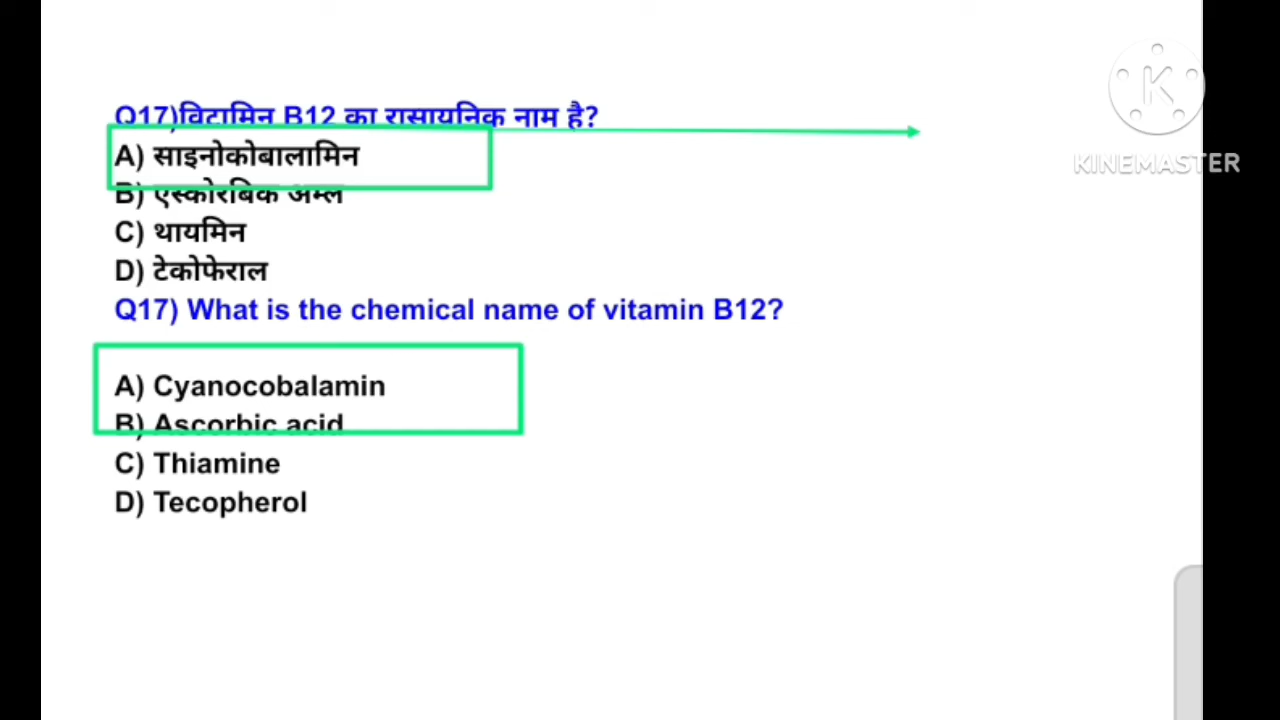 Q17)विटामिन B12 का रासायनिक नाम है?
A) साइनोकोबालामिन
B) एस्कोरबिक अम्ल
C) थायमिन
D) टेकोफेराल
Q17) What is the chemical name of vitamin B12?
A) Cyanocobalamin
B) Ascorbic acid
C) Thiamine
D) Tecopherol
KINEMASTER